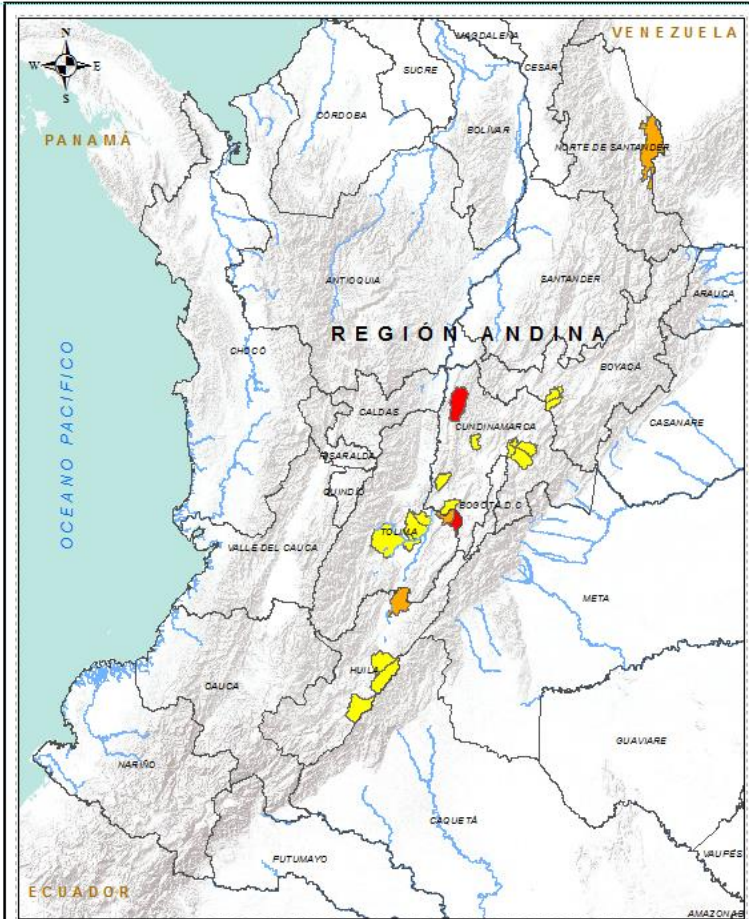 MAGDALENA
VENEZUELA
N
W E
S
SUCRE
CESAR
CÓRDOBA
BOLÍVAR
PANAMÁ
NORTE DE SANTANDER
ANTIOQUIA
SANTANDER
ARAUCA
REGIÓN ANDINA
CHOCÓ
BOYACÁ
OCEANO PACIFICO
CALDAS
CUNDINAMARCA
CASANARE
RISARALDA
QUINDÍO
BOGOTÁ, D.C
TOLIMA
VALLE DEL CAUCA
META
HUILA
CAUCA
GUAVIARE
NARIÑO
CAQUETÁ
PUTUMAYO
VAUPÉS
ECUADOR
AMAZONAS